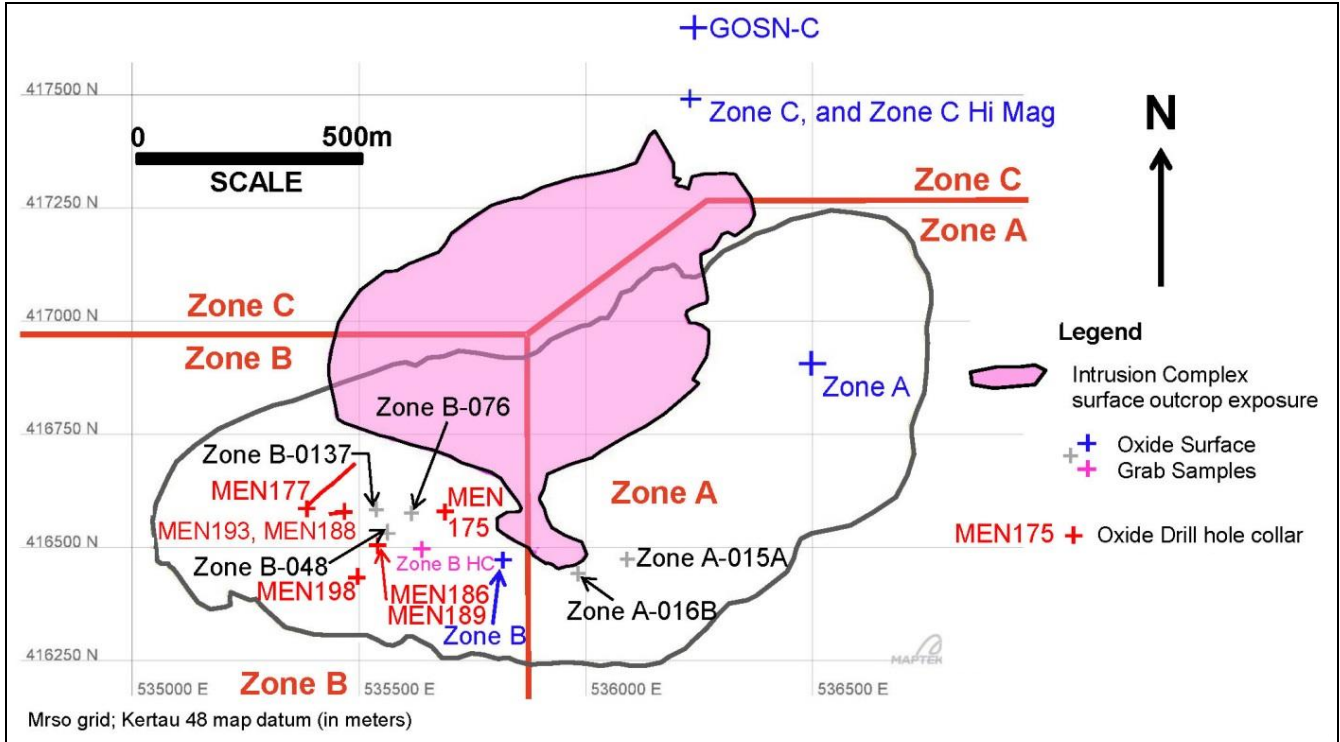 GOSN-C
417500 N
Zone C, and Zone C Hi Mag
N
0 500m
SCALE
Zone C
Zone A
417250 N
Zone C
417000 N
Zone B
Legend
Intrusion Complex
surface outcrop exposure
Zone A
Zone B-076
416750 N
Oxide Surface
Grab Samples
Zone B-0137
MEN177
Zone A
MEN
175
MEN193, MEN188
MEN175
Oxide Drill hole collar
416500 N
Zone B HC
Zone A-015A
Zone B-048
MEN198
MEN186
MEN189
Zone A-016B
Zone B
416250 N
MAPTEK
Zone B
535000 E
535500 E
536000 E
536500 E
Mrso grid; Kertau 48 map datum (in meters)